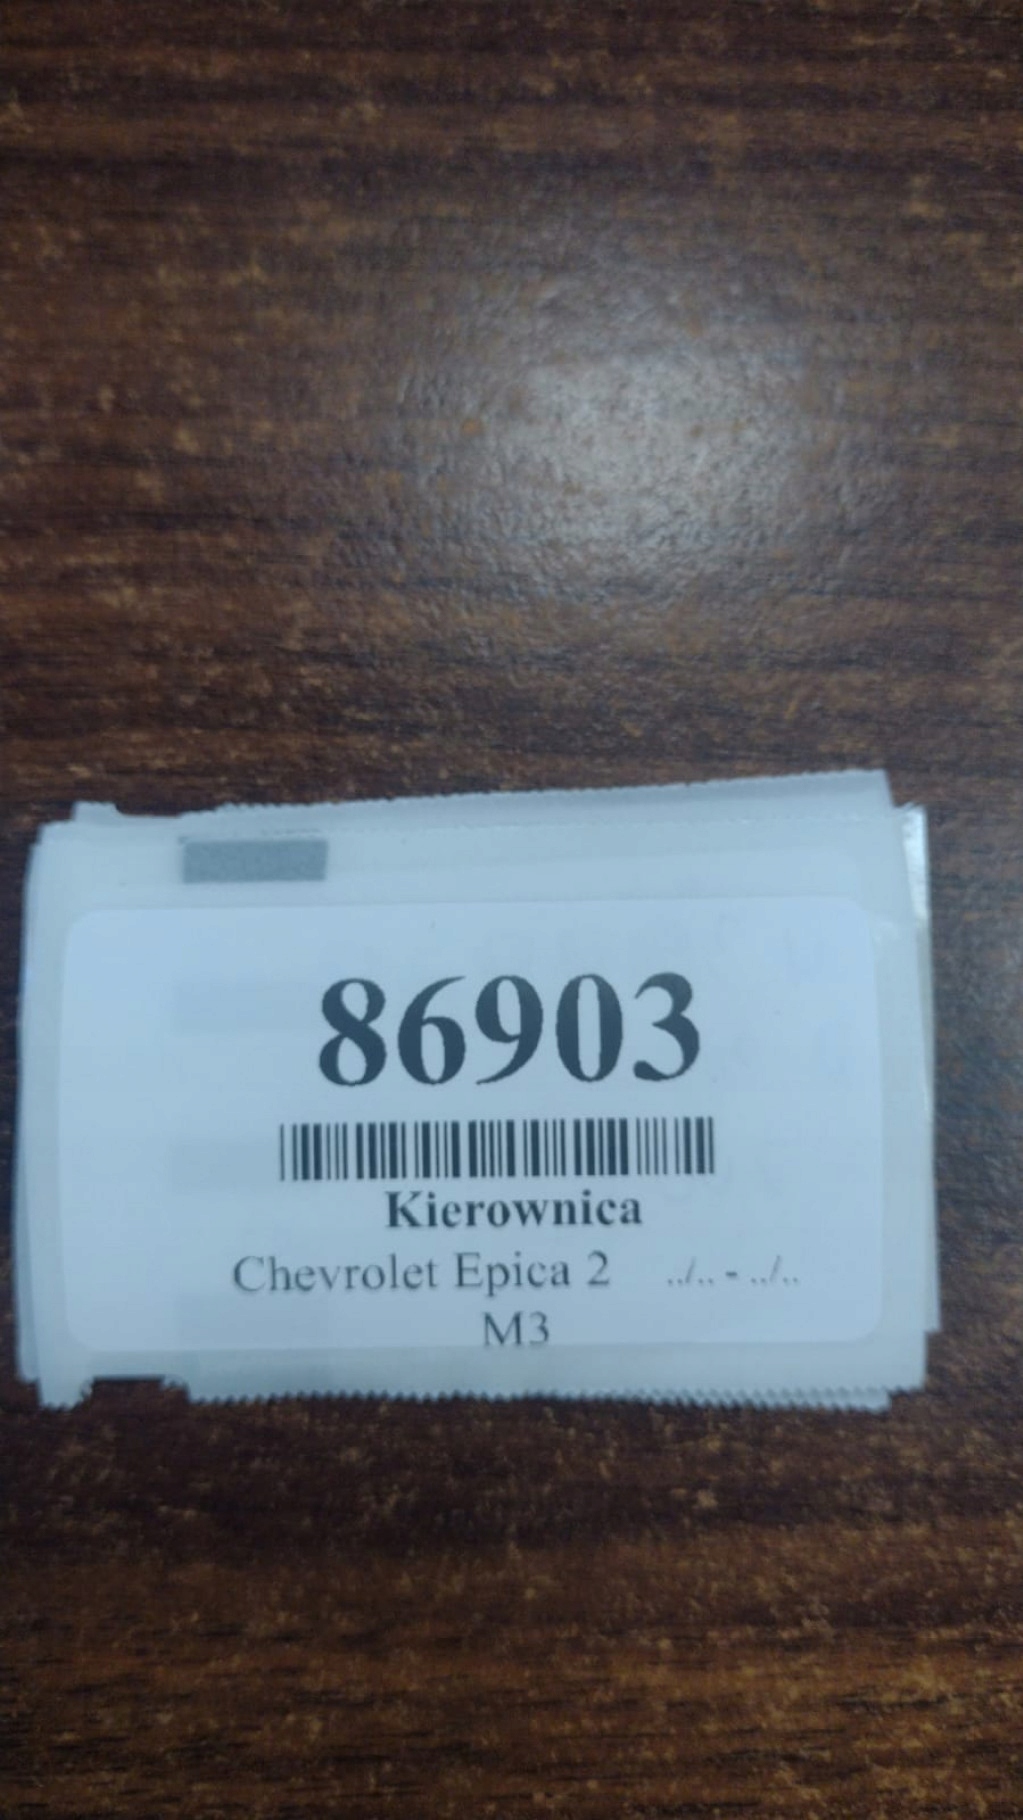 86903
Kierownica
Chevrolet Epica 2 ../.. - ../..
M3